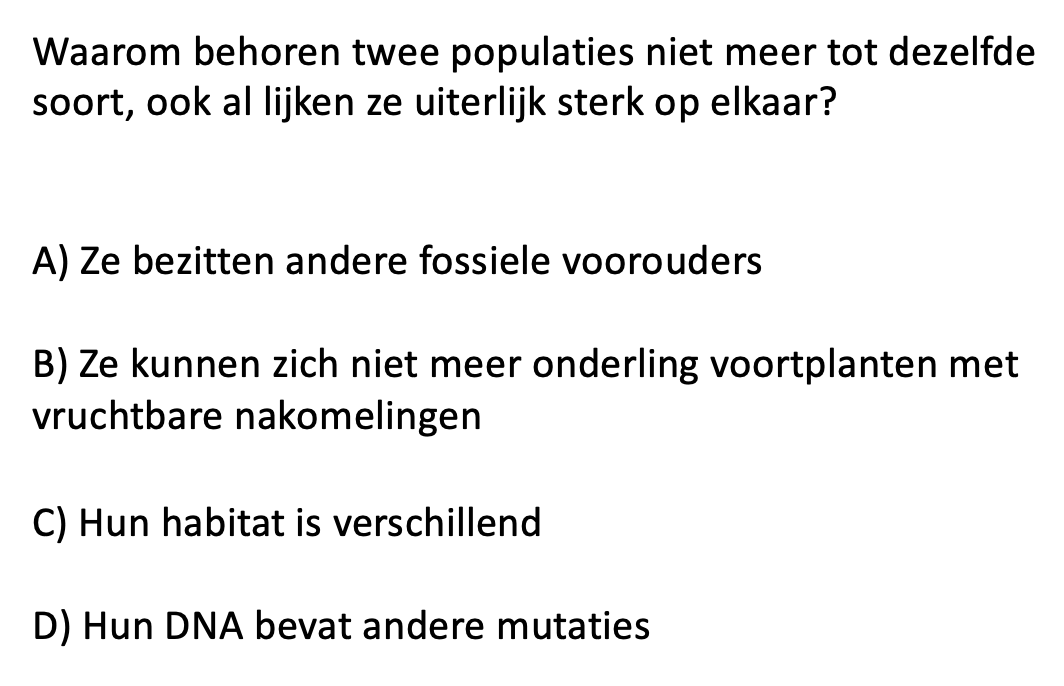 Waarom behoren twee populaties niet meer tot dezelfde
soort, ook al lijken ze uiterlijk sterk op elkaar?
A) Ze bezitten andere fossiele voorouders
B) Ze kunnen zich niet meer onderling voortplanten met
vruchtbare nakomelingen
C) Hun habitat is verschillend
D) Hun DNA bevat andere mutaties